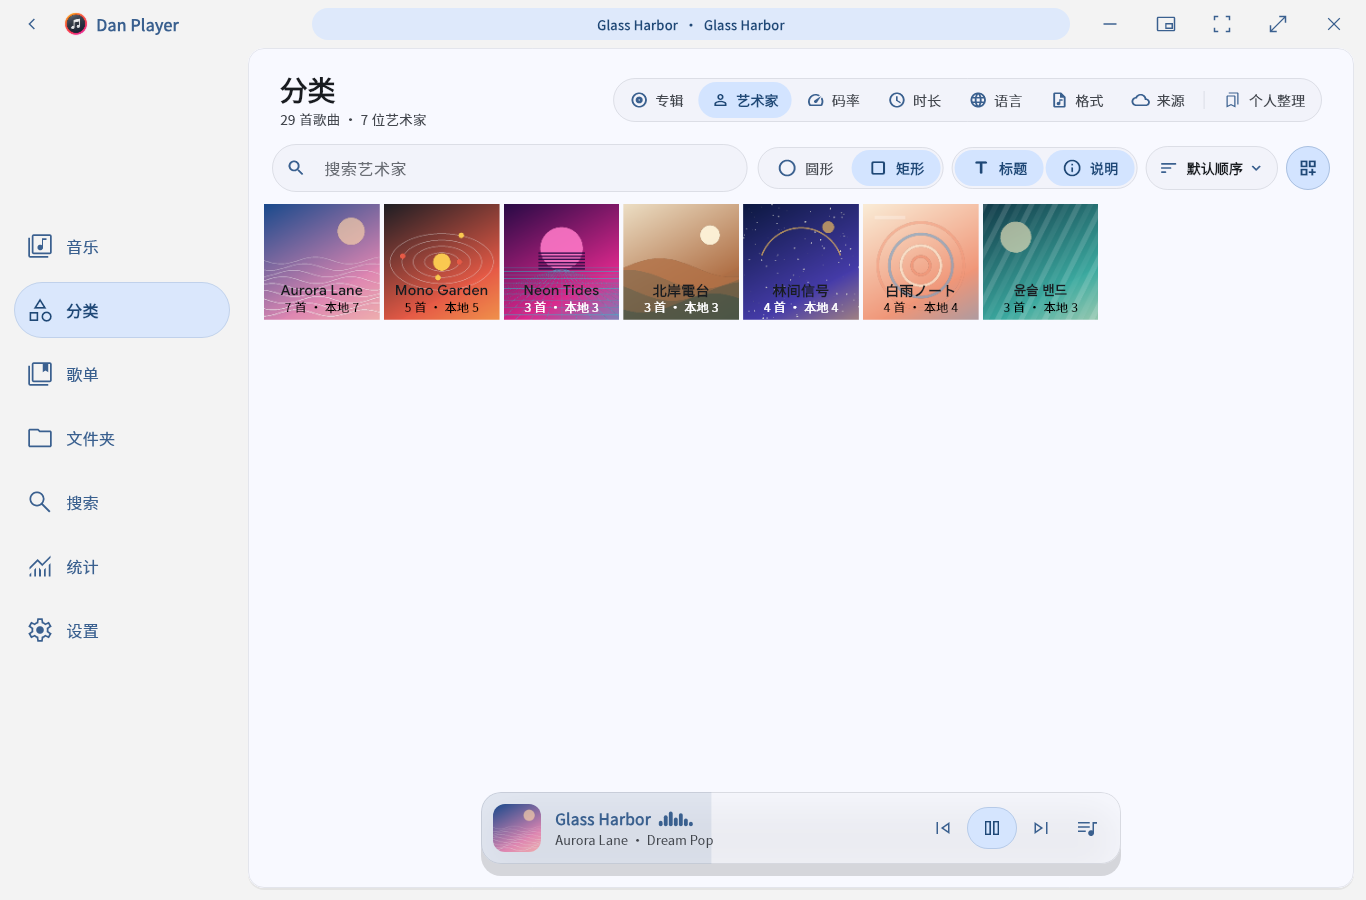 Dan Player
Glass Harbor • Glass Harbor
分类
29 首歌曲 • 7 位艺术家
专辑
艺术家
码率
时长
语言
格式
来源
个人整理
搜索艺术家
圆形
矩形
标题
说明
默认顺序
音乐
分类
歌单
文件夹
搜索
统计
设置
Aurora Lane
7 首 • 本地 7
Mono Garden
5 首 • 本地 5
Neon Tides
3 首 • 本地 3
北岸電台
3 首 • 本地 3
林间信号
4 首 • 本地 4
白雨ノート
4 首 • 本地 4
윤슬 밴드
3 首 • 本地 3
Glass Harbor
Aurora Lane • Dream Pop